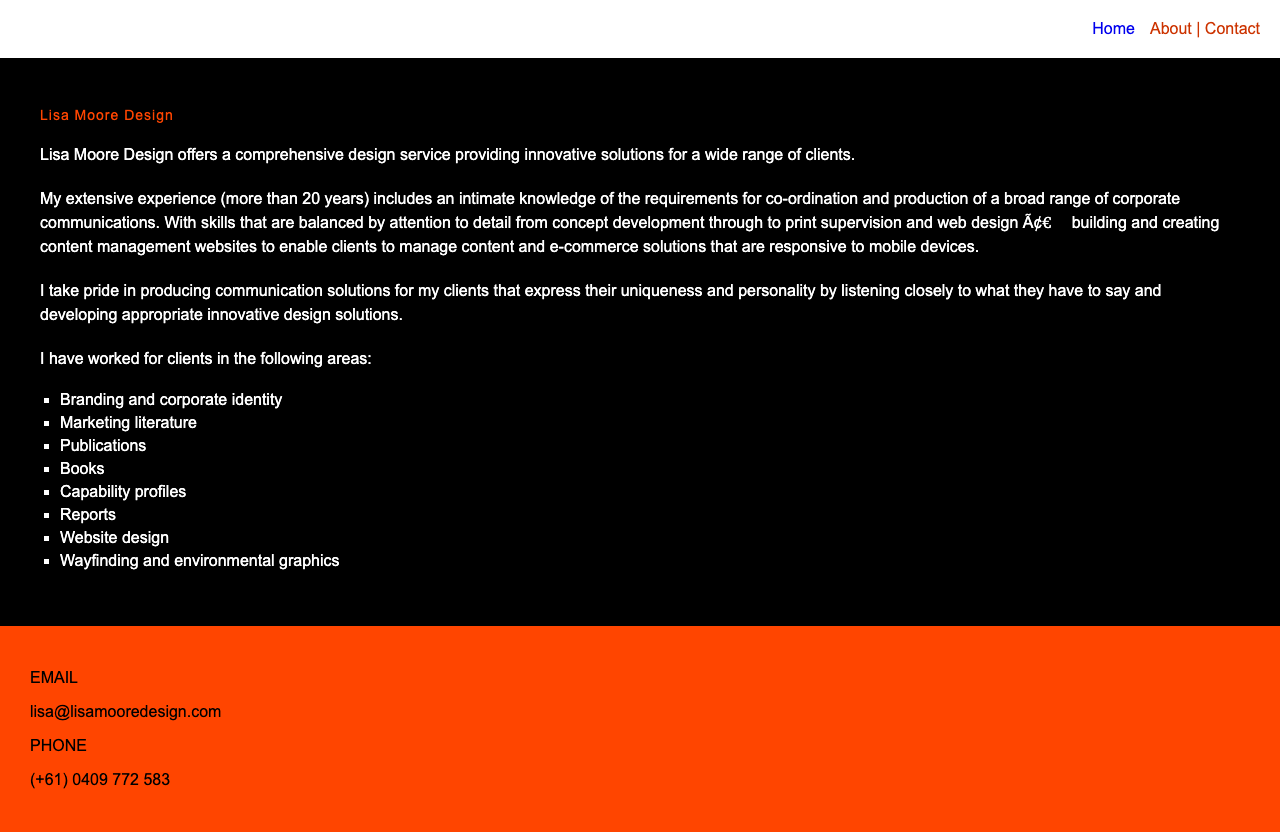 Home About | Contact
Lisa Moore Design
Lisa Moore Design offers a comprehensive design service providing innovative solutions for a wide range of clients.
My extensive experience (more than 20 years) includes an intimate knowledge of the requirements for co-ordination and production of a broad range of corporate
communications. With skills that are balanced by attention to detail from concept development through to print supervision and web design Ã¢€ building and creating
content management websites to enable clients to manage content and e-commerce solutions that are responsive to mobile devices.
I take pride in producing communication solutions for my clients that express their uniqueness and personality by listening closely to what they have to say and
developing appropriate innovative design solutions.
I have worked for clients in the following areas:
Branding and corporate identity
Marketing literature
Publications
Books
Capability profiles
Reports
Website design
Wayfinding and environmental graphics
EMAIL
lisa@lisamooredesign.com
PHONE
(+61) 0409 772 583